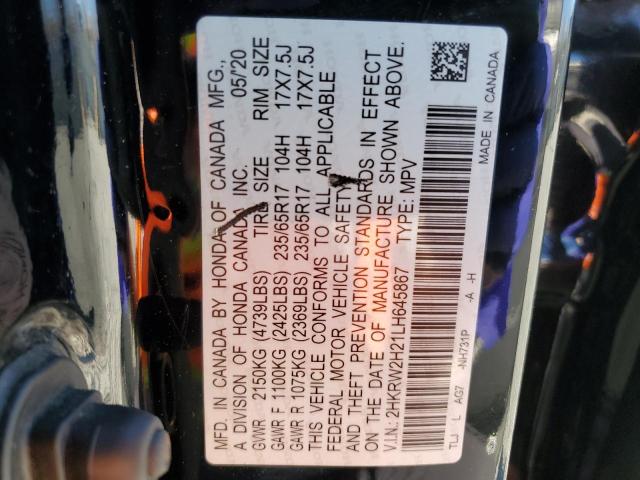 MFD. IN CANADA BY HONDA OF CANADA MFG.,
A DIVISION OF HONDA CANADA INC. 05/'20
GVWR 2150KG (4739LBS) TIRE SIZE RIM SIZE
GAWR F 1100KG (2425LBS) 235/65R17 104H 17X7.5J
GAWR R 1075KG (2369LBS) 235/65R17 104H 17X7.5J
THIS VEHICLE CONFORMS TO ALL APPLICABLE
FEDERAL MOTOR VEHICLE SAFETY
AND THEFT PREVENTION STANDARDS IN EFFECT
ON THE DATE OF MANUFACTURE SHOWN ABOVE.
V.I.N.: 2HKRW2H21LH645867 TYPE: MPV
TLJ L AG7 -NH731P -A -H MADE IN CANADA